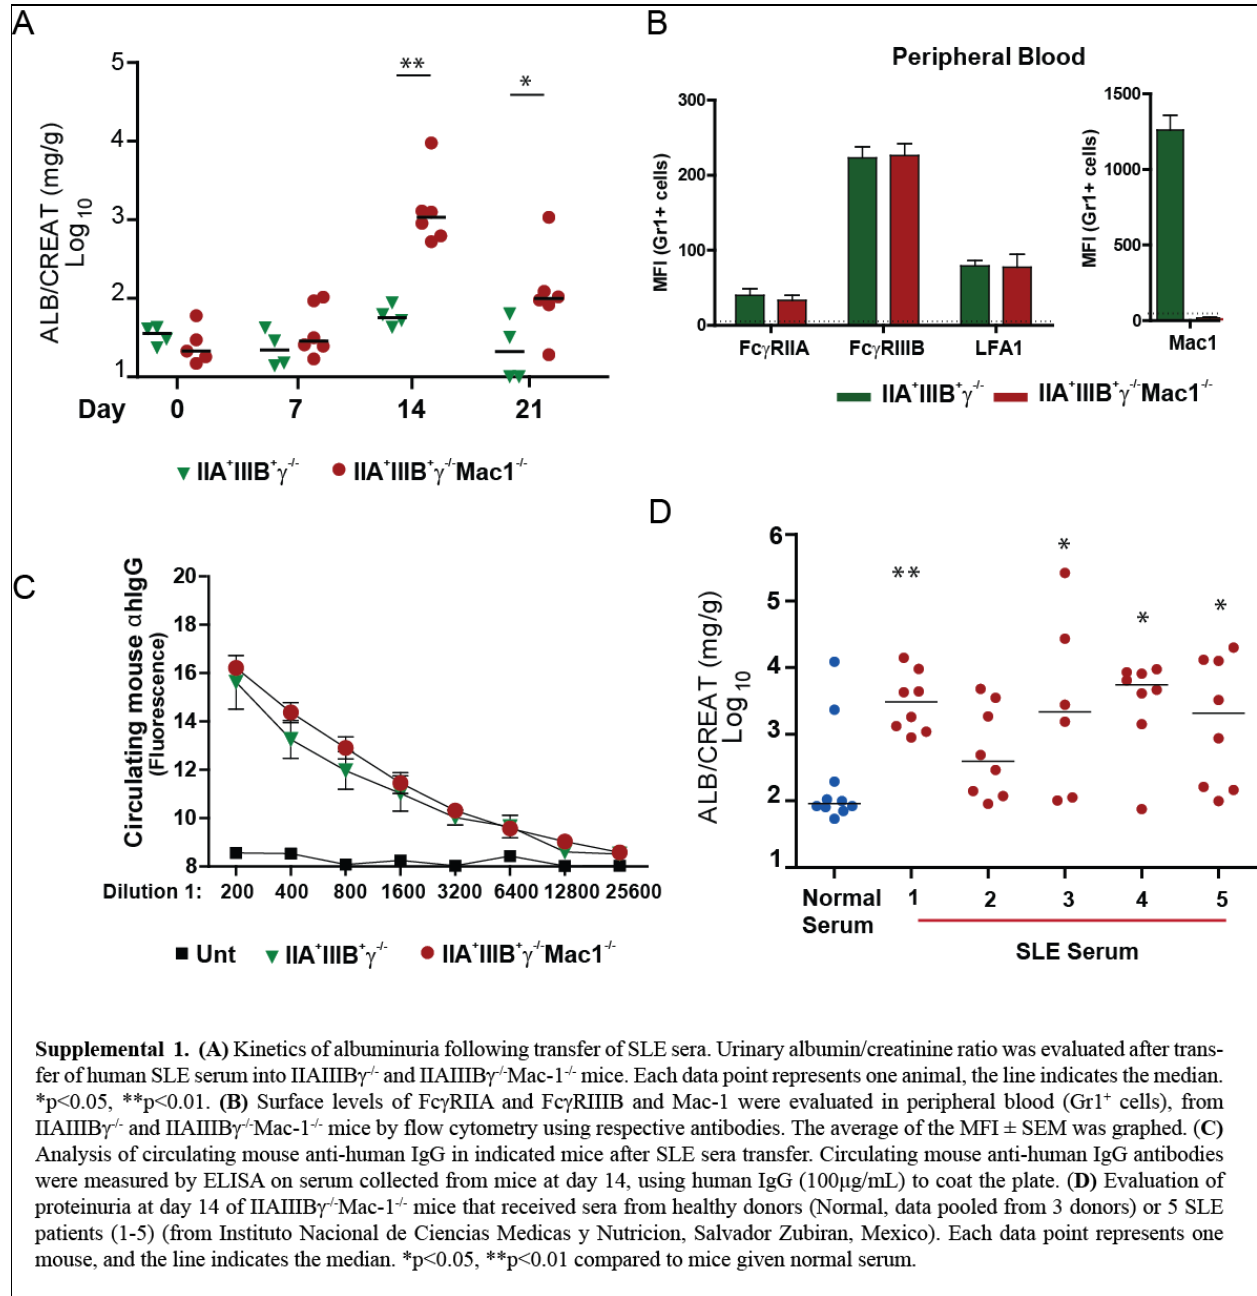 A
5
4
3
2
1
ALB/CREAT (mg/g)
Log10
**
*
Day 0 7 14 21
IIA+IIIB+γ-/- IIA+IIIB+γ-/-Mac1-/-
B
Peripheral Blood
300
200
100
0
MFI (Gr1+ cells)
FcγRIIA FcγRIIIB LFA1
1500
1000
500
0
MFI (Gr1+ cells)
Mac1
IIA+IIIB+γ-/- IIA+IIIB+γ-/-Mac1-/-
C
20
18
16
14
12
10
8
Circulating mouse αhIgG
(Fluorescence)
Dilution 1: 200 400 800 1600 3200 6400 12800 25600
Unt IIA+IIIB+γ-/- IIA+IIIB+γ-/-Mac1-/-
D
6
5
4
3
2
1
ALB/CREAT (mg/g)
Log10
**
*
*
*
Normal
Serum
1 2 3 4 5
SLE Serum
Supplemental 1. (A) Kinetics of albuminuria following transfer of SLE sera. Urinary albumin/creatinine ratio was evaluated after trans-
fer of human SLE serum into IIAIIIBγ-/- and IIAIIIBγ-/-Mac-1-/- mice. Each data point represents one animal, the line indicates the median.
*p<0.05, **p<0.01. (B) Surface levels of FcγRIIA and FcγRIIIB and Mac-1 were evaluated in peripheral blood (Gr1+ cells), from
IIAIIIBγ-/- and IIAIIIBγ-/-Mac-1-/- mice by flow cytometry using respective antibodies. The average of the MFI ± SEM was graphed. (C)
Analysis of circulating mouse anti-human IgG in indicated mice after SLE sera transfer. Circulating mouse anti-human IgG antibodies
were measured by ELISA on serum collected from mice at day 14, using human IgG (100μg/mL) to coat the plate. (D) Evaluation of
proteinuria at day 14 of IIAIIIBγ-/-Mac-1-/- mice that received sera from healthy donors (Normal, data pooled from 3 donors) or 5 SLE
patients (1-5) (from Instituto Nacional de Ciencias Medicas y Nutricion, Salvador Zubiran, Mexico). Each data point represents one
mouse, and the line indicates the median. *p<0.05, **p<0.01 compared to mice given normal serum.